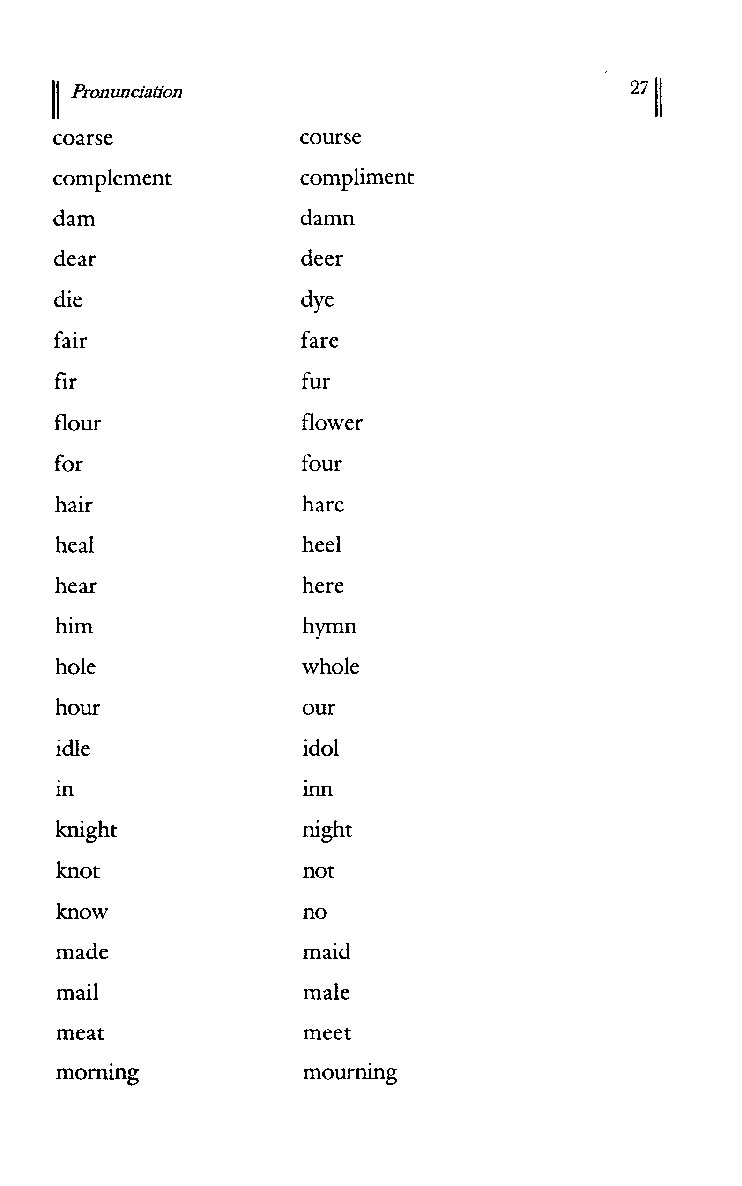 Pronunciation 27
coarse course
complement compliment
dam damn
dear deer
die dye
fair fare
fir fur
flour flower
for four
hair hare
heal heel
hear here
him hymn
hole whole
hour our
idle idol
in inn
knight night
knot not
know no
made maid
mail male
meat meet
morning mourning